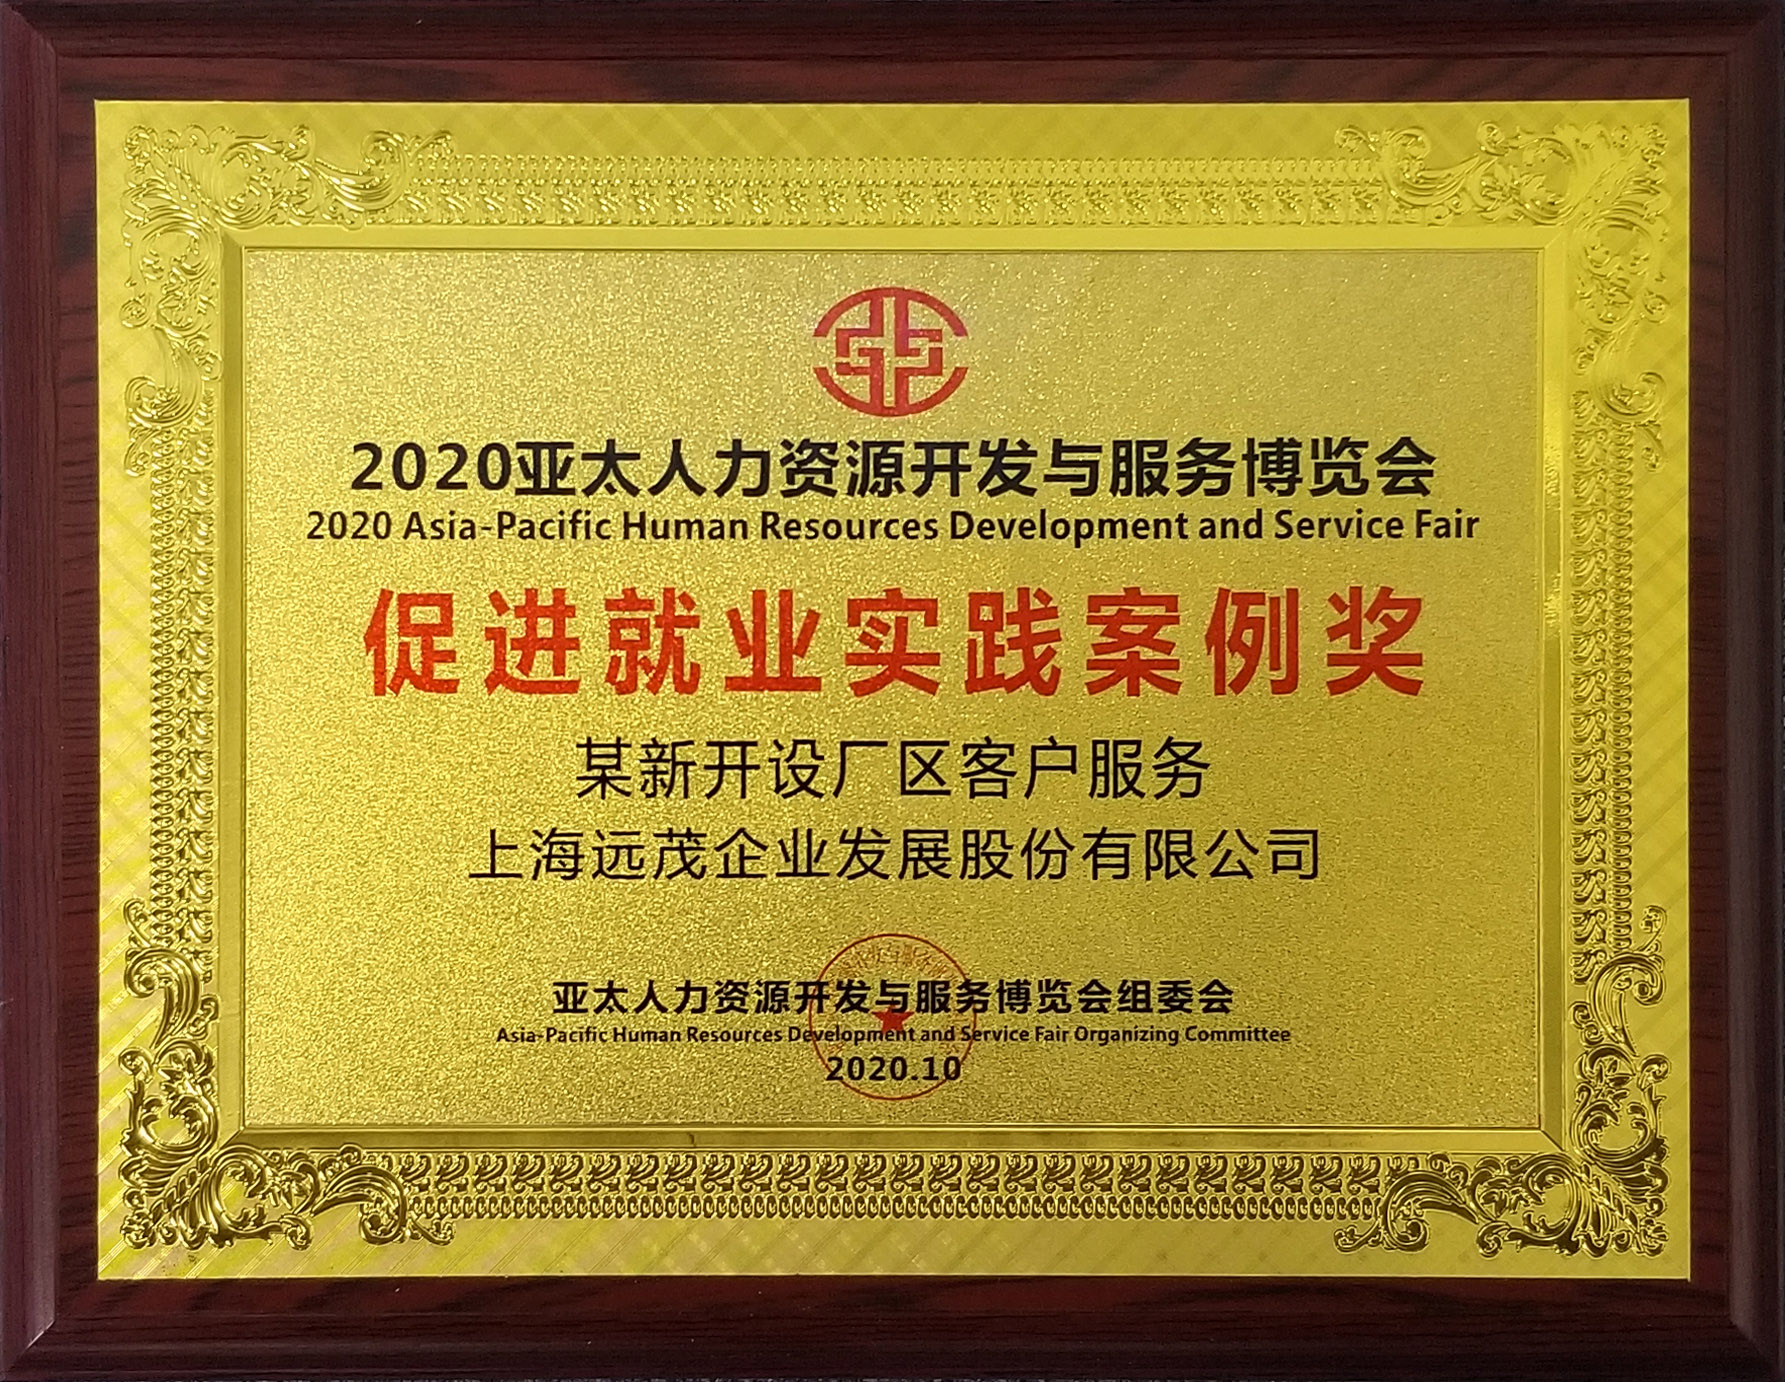 2020亚太人力资源开发与服务博览会
2020 Asia-Pacific Human Resources Development and Service Fair
促进就业实践案例奖
某新开设厂区客户服务
上海远茂企业发展股份有限公司
亚太人力资源开发与服务博览会组委会
Asia-Pacific Human Resources Development and Service Fair Organizing Committee
2020.10